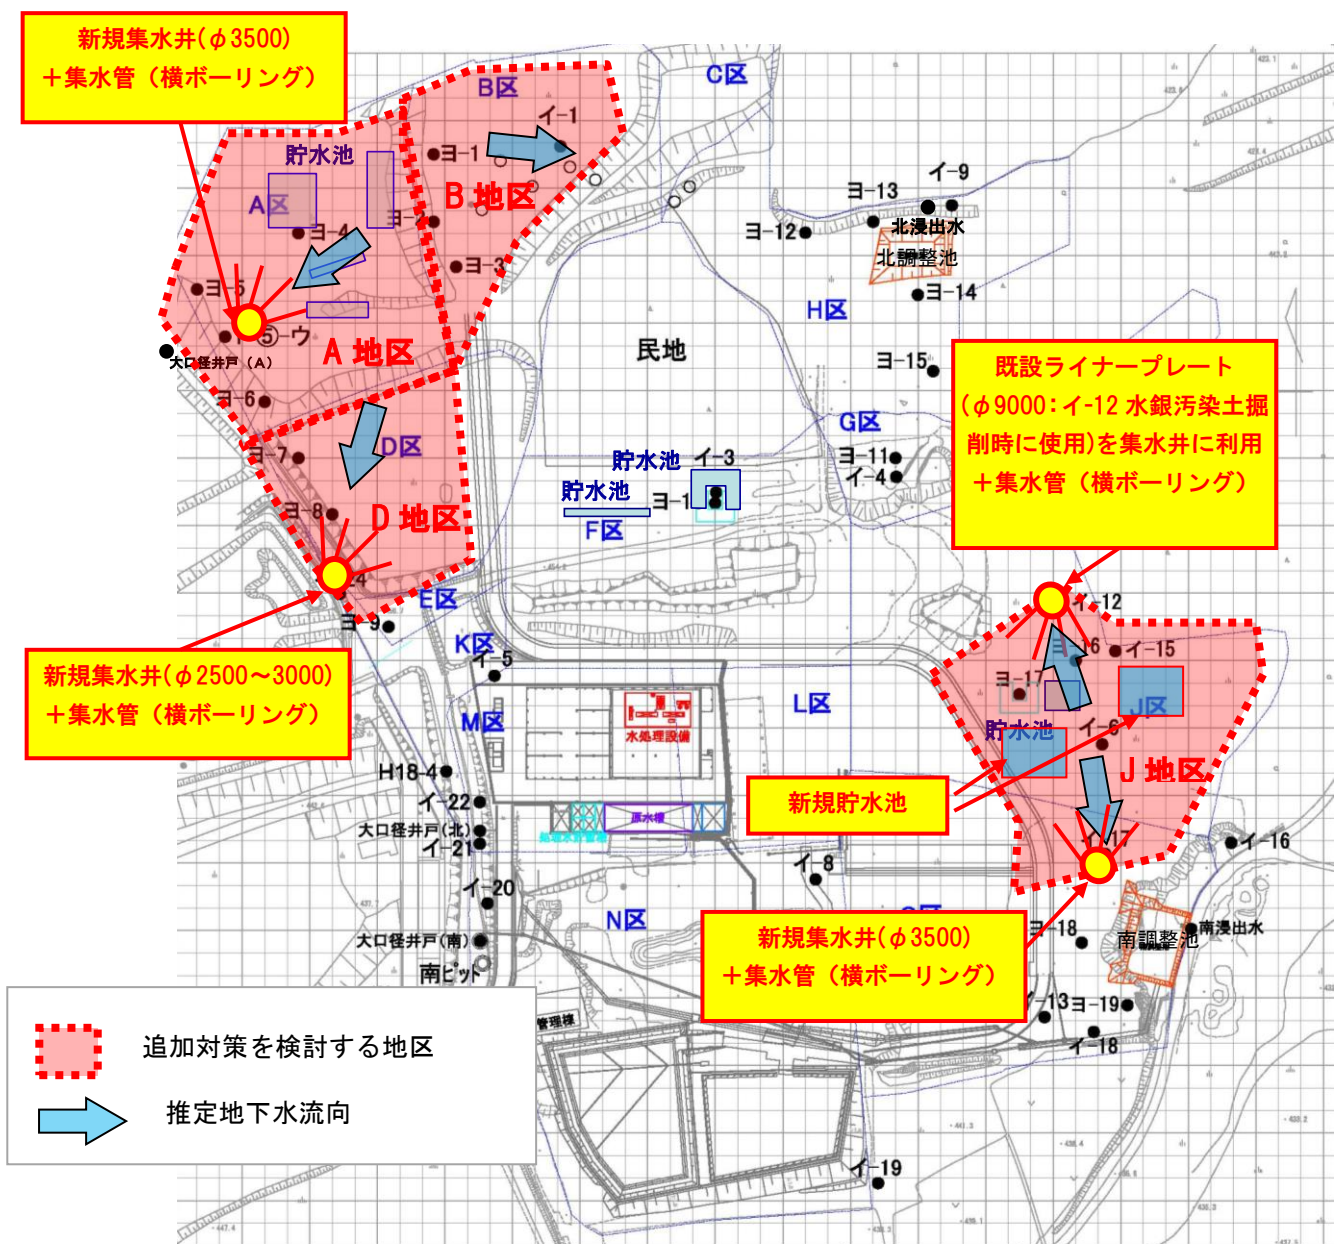 新規集水井(φ3500)
＋集水管（横ボーリング）
B区
C区
イ-1
ヨ-1
貯水池
A区
B 地区
ヨ-2
ヨ-4
ヨ-3
ヨ-5
⑤-ウ
A 地区
大口径井戸（A）
ヨ-6
ヨ-13
イ-9
ヨ-12
北浸出水
北調整池
ヨ-14
H区
民地
ヨ-15
既設ライナープレート
(φ9000：イ-12 水銀汚染土掘
削時に使用)を集水井に利用
＋集水管（横ボーリング）
G区
D区
ヨ-7
ヨ-11
イ-4
貯水池
イ-3
貯水池
ヨ-1
F区
ヨ-8
D 地区
E区
ヨ-9
K区
イ-5
新規集水井(φ2500～3000)
＋集水管（横ボーリング）
M区
水処理設備
L区
イ-12
イ-15
ヨ-17
J区
貯水池
イ-6
J 地区
新規貯水池
H18-4
イ-22
大口径井戸(北)
イ-21
原水槽
イ-17
イ-16
イ-8
イ-20
N区
大口径井戸(南)
南ピット
新規集水井(φ3500)
＋集水管（横ボーリング）
ヨ-18
南調整池
南浸出水
ヨ-19
イ-18
管理棟
イ-19
追加対策を検討する地区
推定地下水流向